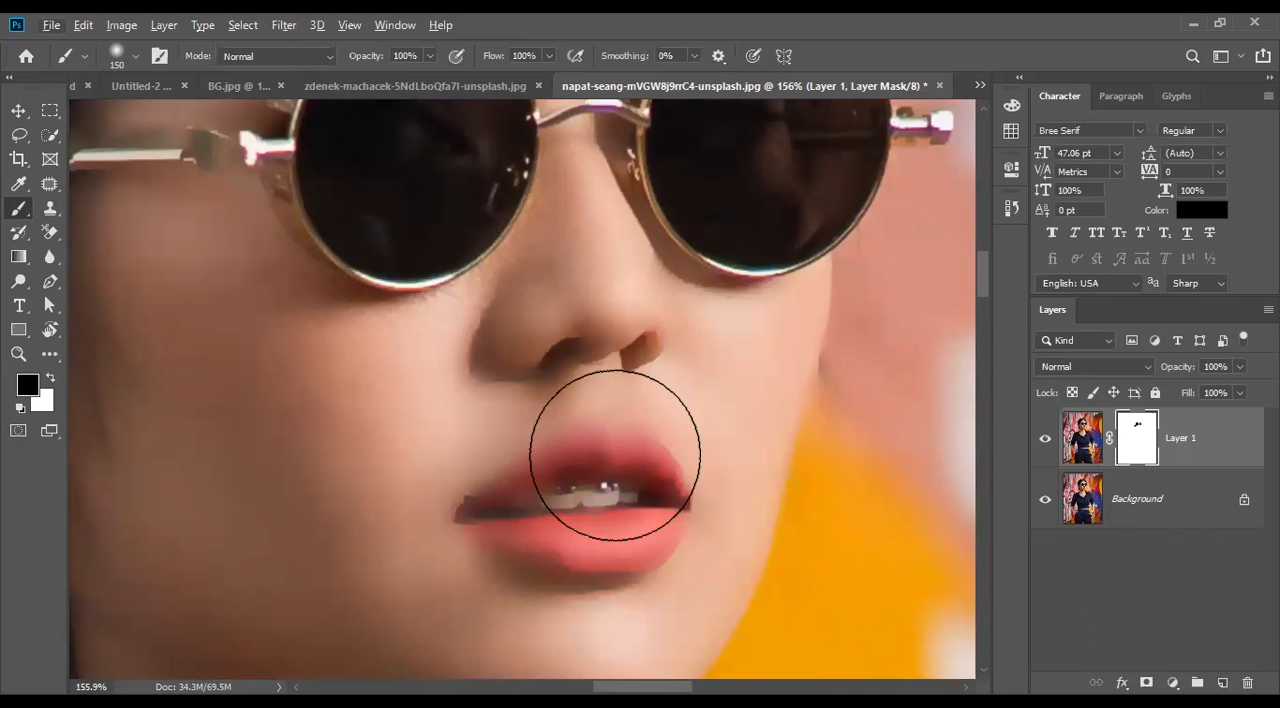 Ps File Edit Image Layer Type Select Filter 3D View Window Help
150 Mode: Normal Opacity: 100% Flow: 100% Smoothing: 0%
d Untitled-2 ... BG.jpg @ 1... zdenek-machacek-5NdLboQfa7I-unsplash.jpg napat-seang-mVGW8j9rrC4-unsplash.jpg @ 156% (Layer 1, Layer Mask/8) *
Character Paragraph Glyphs
Bree Serif Regular
47.06 pt (Auto)
Metrics 0
100% 100%
0 pt Color:
English: USA Sharp
Layers
Kind
Normal Opacity: 100%
Lock: Fill: 100%
Layer 1
Background
155.9% Doc: 34.3M/69.5M